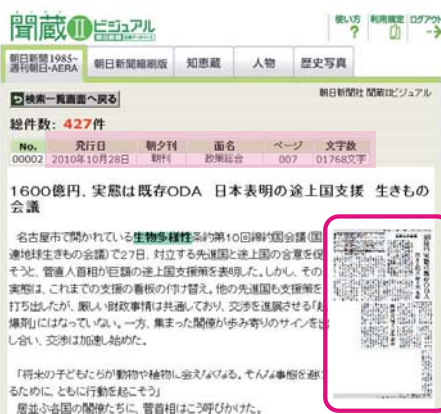 聞蔵Ⅱビジュアル
使い方 利用規定 ログアウト
? →
朝日新聞1985~
週刊朝日・AERA
朝日新聞縮刷版 知恵蔵 人物 歴史写真
検索一覧画面へ戻る
朝日新聞社 聞蔵Ⅱビジュアル
総件数: 427件
No. 発行日 朝夕刊 面名 ページ 文字数
00002 2010年10月28日 朝刊 政策総合 007 01768文字
1600億円、実態は既存ODA 日本表明の途上国支援 生きもの
会議
名古屋市で開かれている生物多様性条約第10回締約国会議(国
連地球生きもの会議)で27日、対立する先進国と途上国の合意を促
そうと、菅直人首相が巨額の途上国支援策を表明した。しかし、その
実態は、これまでの支援の看板の付け替え。他の先進国も支援策を
打ち出したが、厳しい財政事情は共通しており、交渉を進展させる「起
爆剤」にはなっていない。一方、集まった閣僚が歩み寄りのサインを出
し合い、交渉は加速し始めた。
「将来の子どもたちが動物や植物に会えなくなる。そんな事態を避け
るために、ともに行動を起こそう」
居並ぶ各国の閣僚たちに、菅首相はこう呼びかけた。